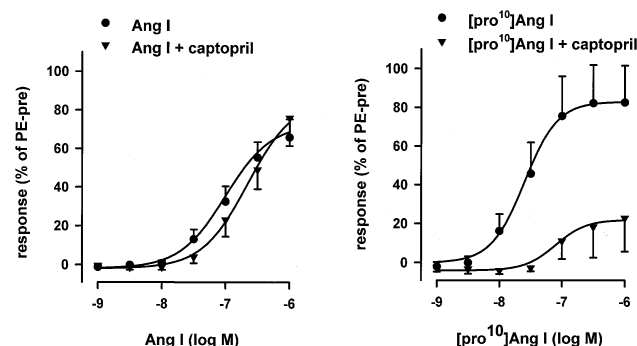 Ang I
Ang I + captopril
response (% of PE-pre)
100
80
60
40
20
0
-9
-8
-7
-6
Ang I (log M)
[pro¹⁰]Ang I
[pro¹⁰]Ang I + captopril
response (% of PE-pre)
100
80
60
40
20
0
-9
-8
-7
-6
[pro¹⁰]Ang I (log M)